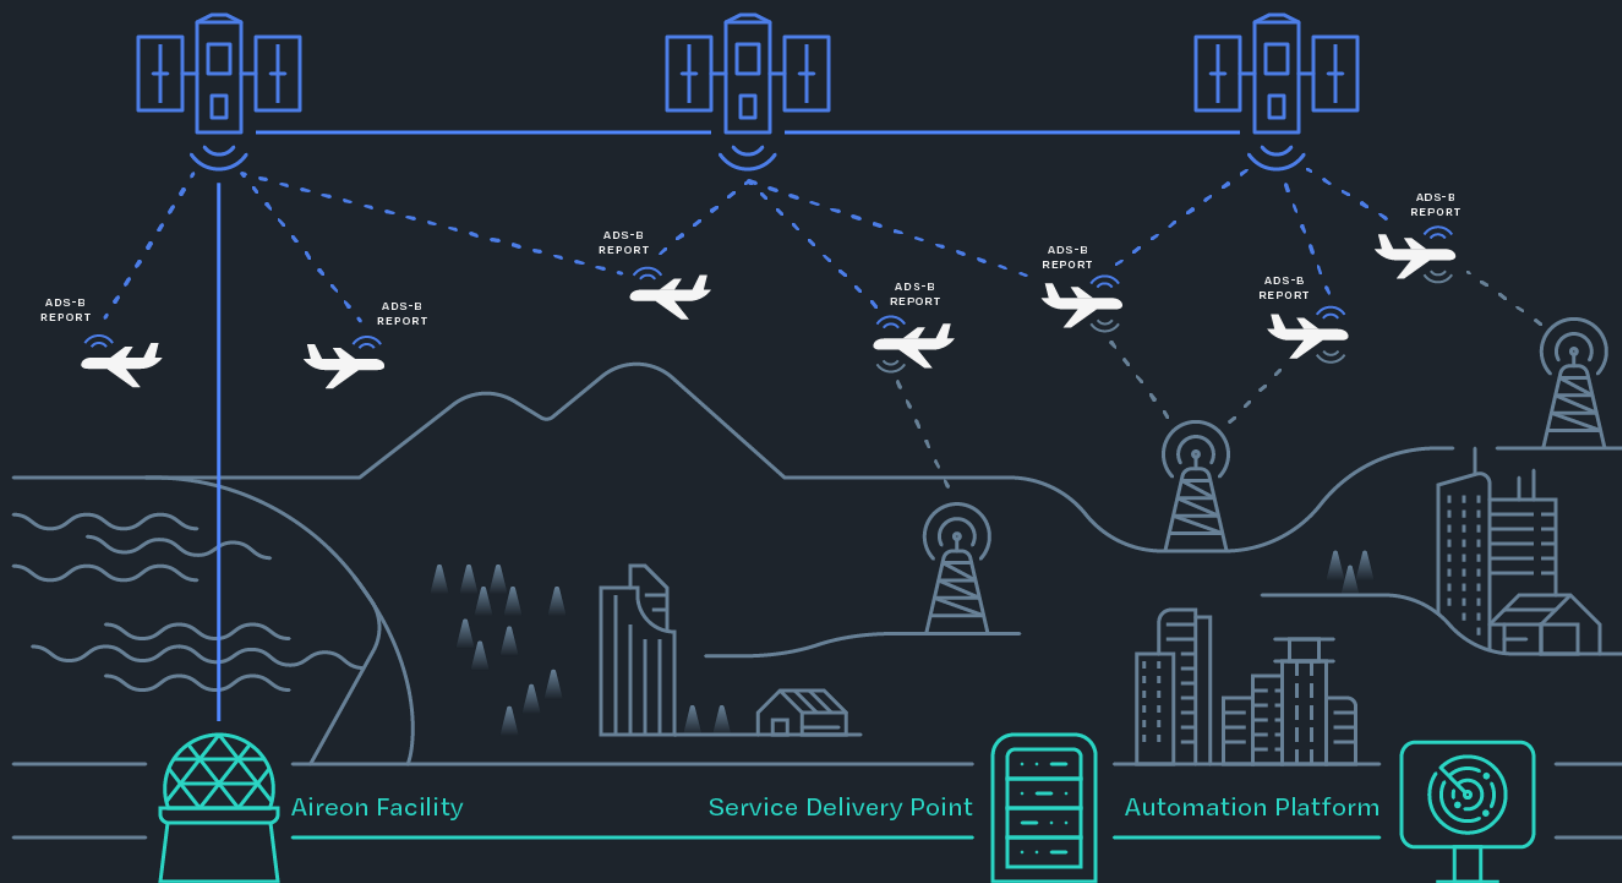 ADS-B
REPORT
ADS-B
REPORT
ADS-B
REPORT
ADS-B
REPORT
ADS-B
REPORT
ADS-B
REPORT
ADS-B
REPORT
Aireon Facility
Service Delivery Point
Automation Platform